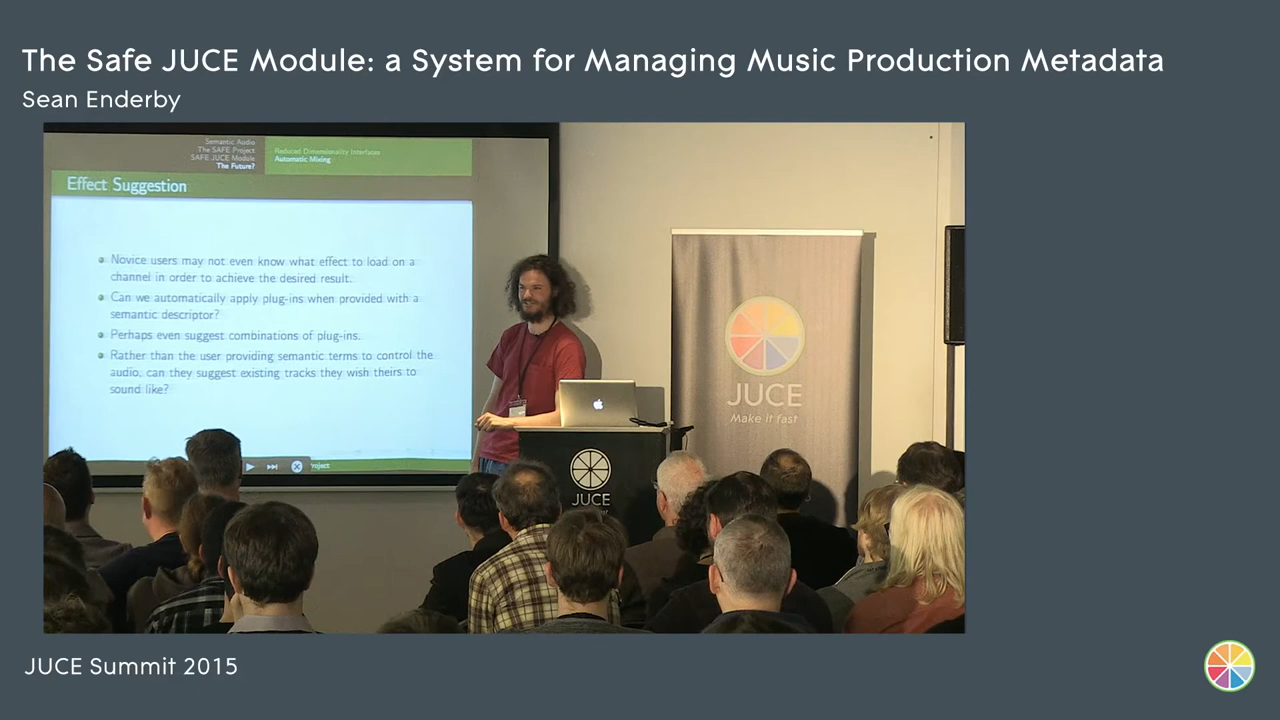 The Safe JUCE Module: a System for Managing Music Production Metadata
Sean Enderby
Semantic Audio
The SAFE Project
SAFE JUCE Module
The Future?
Reduced Dimensionality Interfaces
Automatic Mixing
Effect Suggestion
Novice users may not even know what effect to load on a
channel in order to achieve the desired result.
Can we automatically apply plug-ins when provided with a
semantic descriptor?
Perhaps even suggest combinations of plug-ins.
Rather than the user providing semantic terms to control the
audio, can they suggest existing tracks they wish theirs to
sound like?
JUCE
Make it fast
JUCE
JUCE Summit 2015